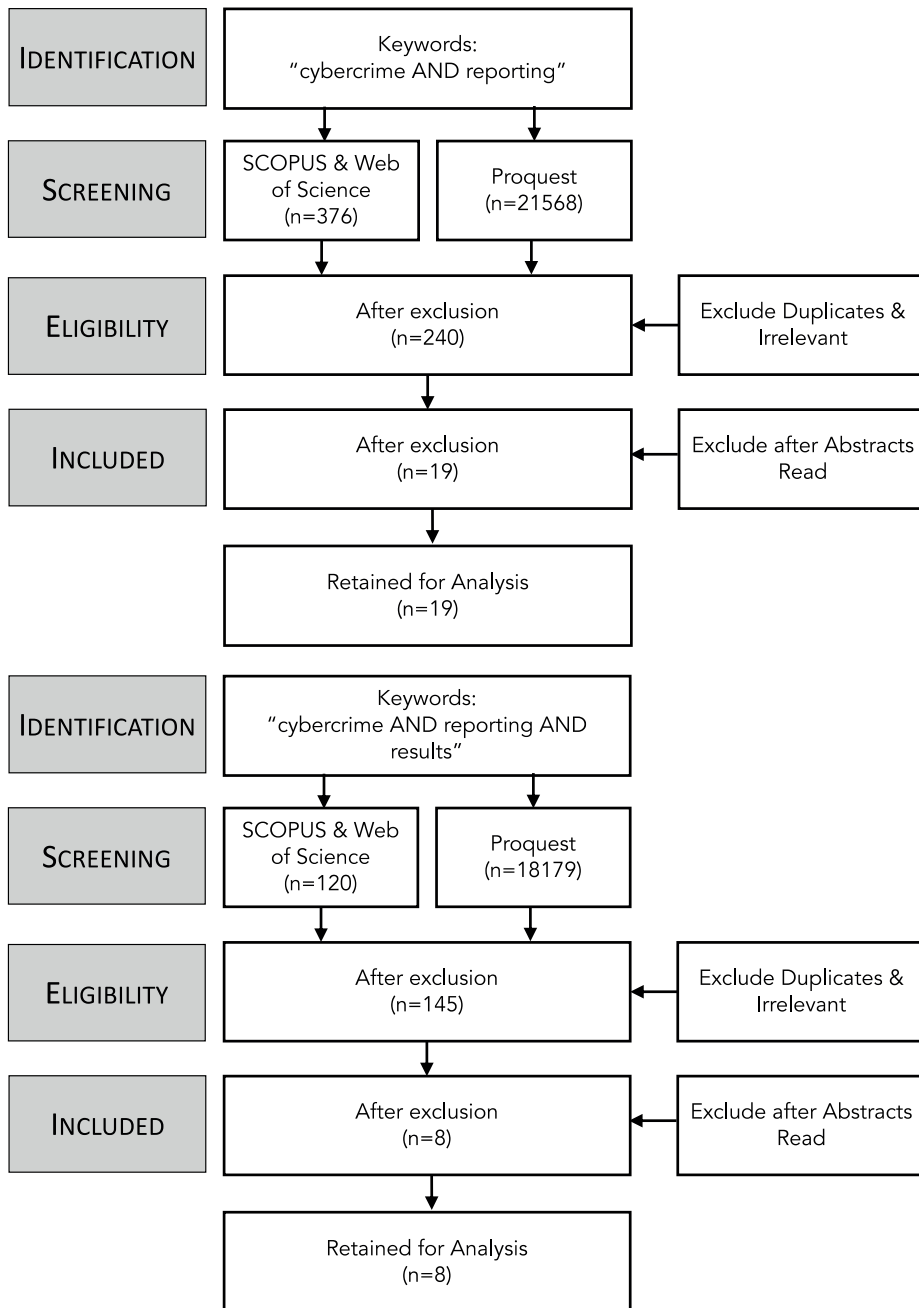 IDENTIFICATION
Keywords:
“cybercrime AND reporting”
SCREENING
SCOPUS & Web
of Science
(n=376)
Proquest
(n=21568)
ELIGIBILITY
After exclusion
(n=240)
Exclude Duplicates &
Irrelevant
INCLUDED
After exclusion
(n=19)
Exclude after Abstracts
Read
Retained for Analysis
(n=19)
IDENTIFICATION
Keywords:
“cybercrime AND reporting AND
results”
SCREENING
SCOPUS & Web
of Science
(n=120)
Proquest
(n=18179)
ELIGIBILITY
After exclusion
(n=145)
Exclude Duplicates &
Irrelevant
INCLUDED
After exclusion
(n=8)
Exclude after Abstracts
Read
Retained for Analysis
(n=8)